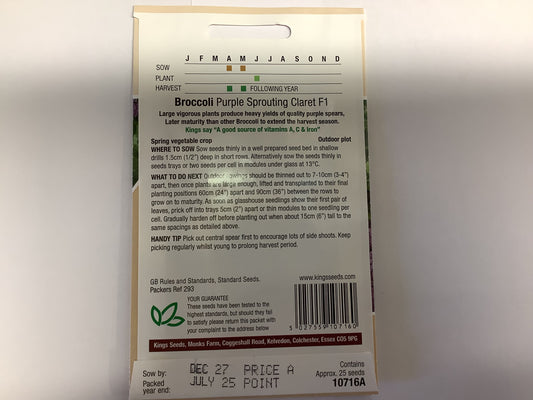 J F M A M J J A S O N D
SOW
PLANT
HARVEST FOLLOWING YEAR
Broccoli Purple Sprouting Claret F1
Large vigorous plants produce heavy yields of quality purple spears,
Later maturity than other Broccoli to extend the harvest season.
Kings say "A good source of vitamins A, C & Iron"
Spring vegetable crop Outdoor plot
WHERE TO SOW Sow seeds thinly in a well prepared seed bed in shallow
drills 1.5cm (1/2") deep in short rows. Alternatively sow the seeds thinly in
seeds trays or two seeds per cell in modules under glass at 13°C.
WHAT TO DO NEXT Outdoor sowings should be thinned out to 7-10cm (3-4")
apart, then once plants are large enough, lifted and transplanted to their final
planting positions 60cm (24") apart and 90cm (36") between the rows
to grow on to maturity. As soon as glasshouse seedlings show their first pair of
leaves, prick off into trays 5cm (2") apart or thin modules to one seedling per
cell. Gradually harden off before planting out when about 15cm (6") tall to the
same spacings as detailed above.
HANDY TIP Pick out central spear first to encourage lots of side shoots. Keep
picking regularly whilst young to prolong harvest period.
GB Rules and Standards, Standard Seeds.
Packers Ref 293
YOUR GUARANTEE
These seeds have been tested to the
highest standards, but should they fail
to satisfy please return this packet with
your complaint to the address below
www.kingsseeds.com
5 027559 107160
Kings Seeds, Monks Farm, Coggeshall Road, Kelvedon, Colchester, Essex CO5 9PG
Sow by: DEC 27 PRICE A
Packed
year end: JULY 25 POINT
Contains
Approx. 25 seeds
10716A